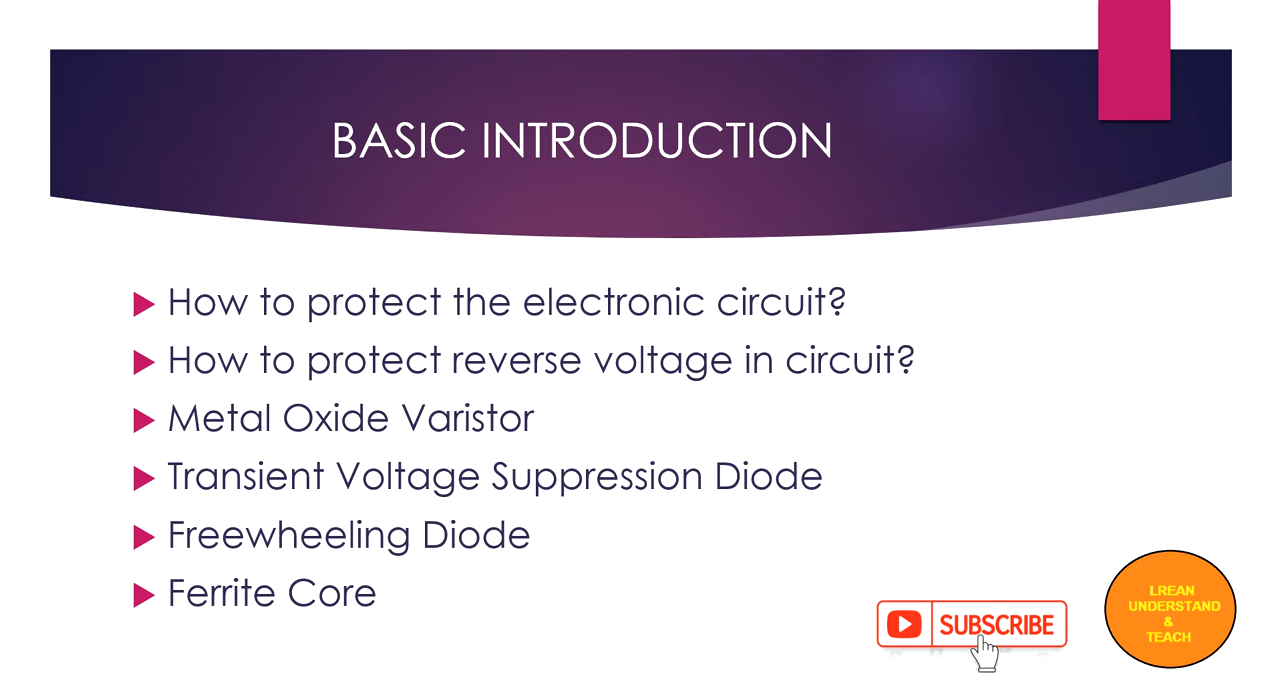 BASIC INTRODUCTION
How to protect the electronic circuit?
How to protect reverse voltage in circuit?
Metal Oxide Varistor
Transient Voltage Suppression Diode
Freewheeling Diode
Ferrite Core
SUBSCRIBE
LREAN
UNDERSTAND
&
TEACH